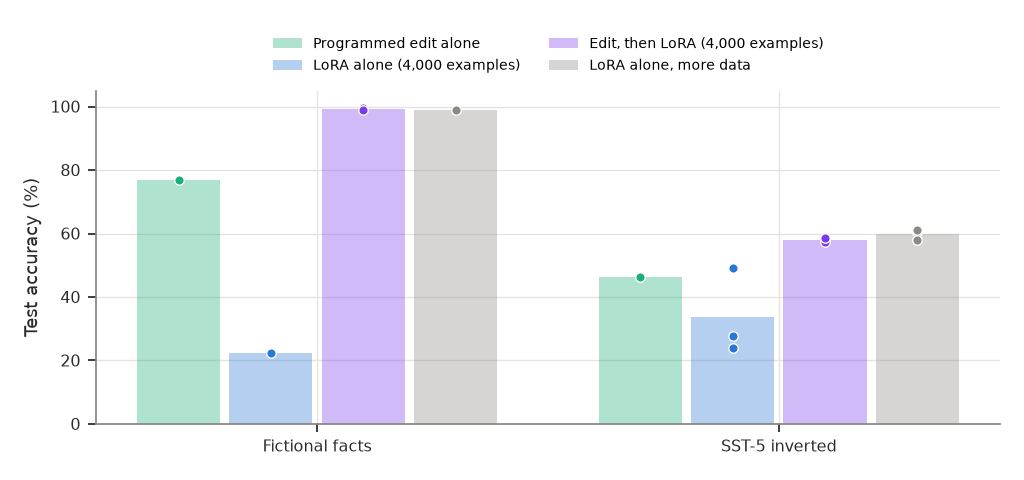 Programmed edit alone
LoRA alone (4,000 examples)
Edit, then LoRA (4,000 examples)
LoRA alone, more data
Test accuracy (%)
100
80
60
40
20
0
Fictional facts
SST-5 inverted